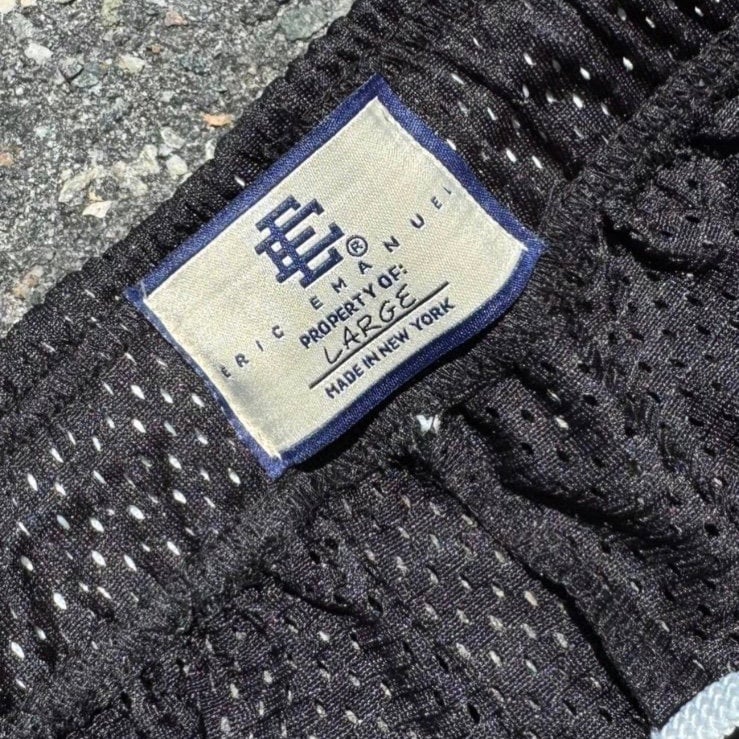 EE®
ERIC EMANUEL
PROPERTY OF:
LARGE
MADE IN NEW YORK